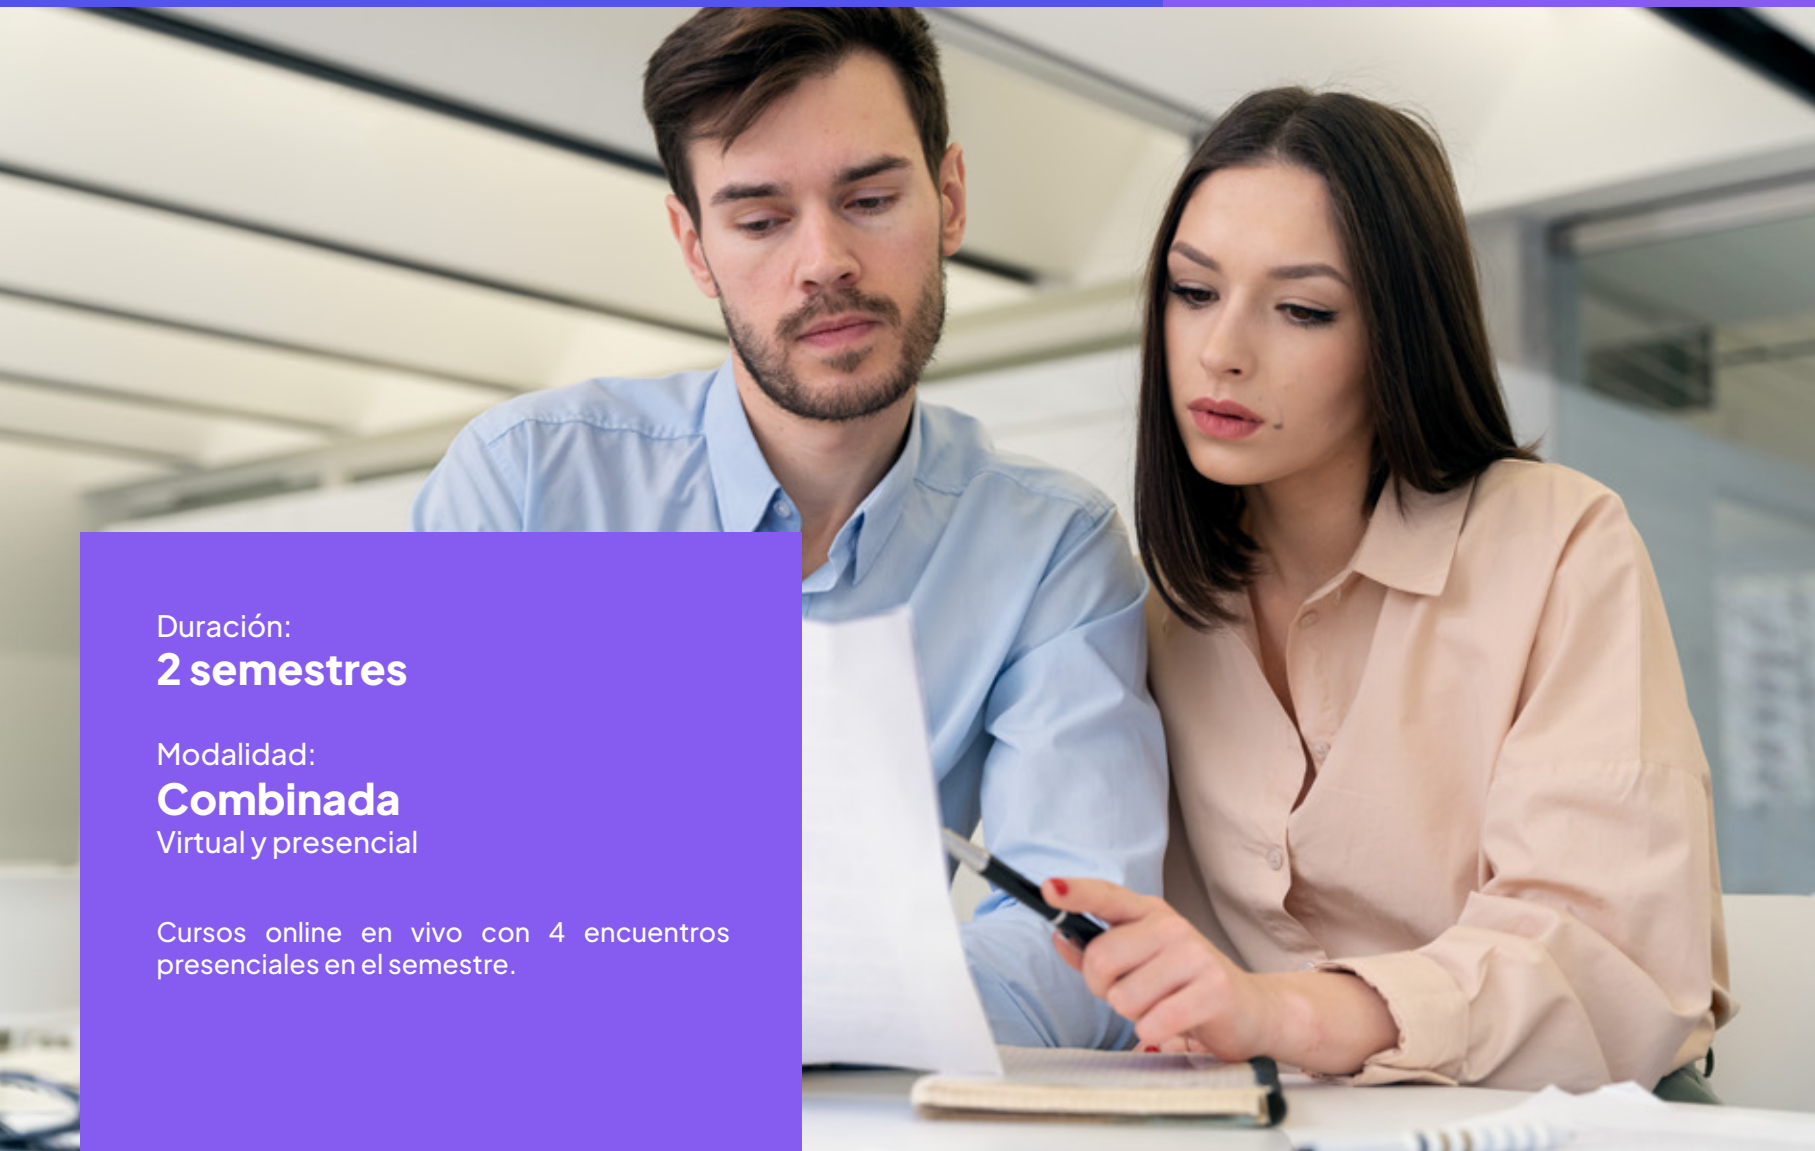 Duración:
2 semestres
Modalidad:
Combinada
Virtual y presencial
Cursos online en vivo con 4 encuentros
presenciales en el semestre.